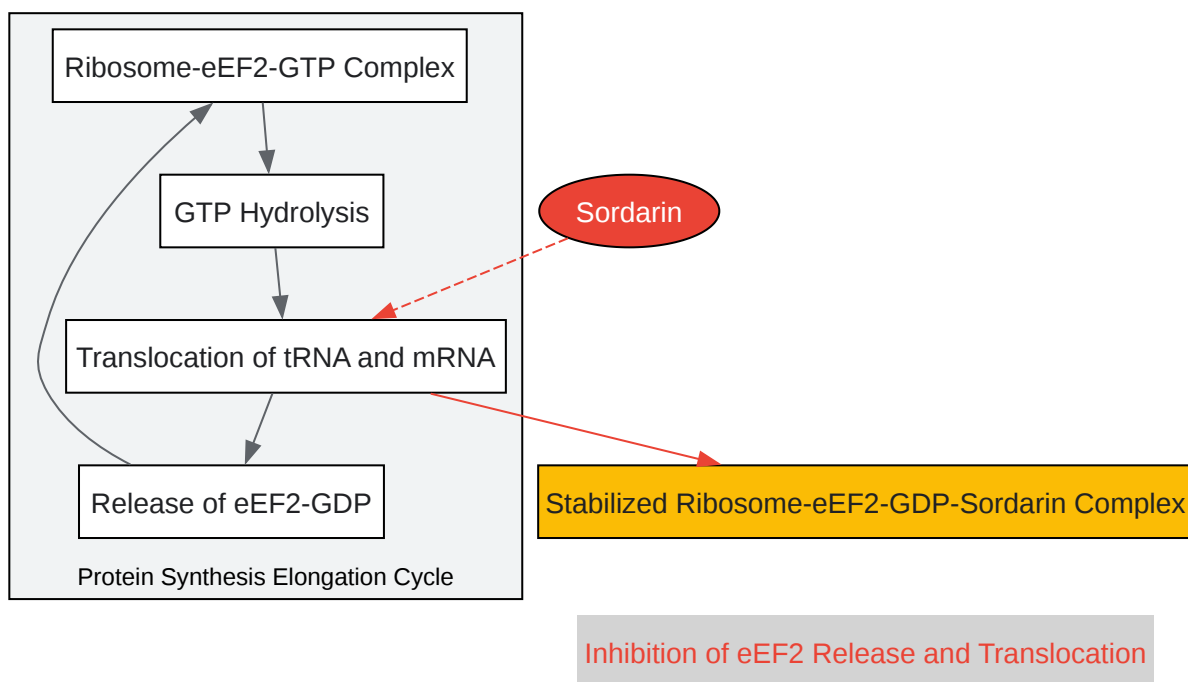 Ribosome-eEF2-GTP Complex
GTP Hydrolysis
Sordarin
Translocation of tRNA and mRNA
Release of eEF2-GDP
Stabilized Ribosome-eEF2-GDP-Sordarin Complex
Protein Synthesis Elongation Cycle
Inhibition of eEF2 Release and Translocation